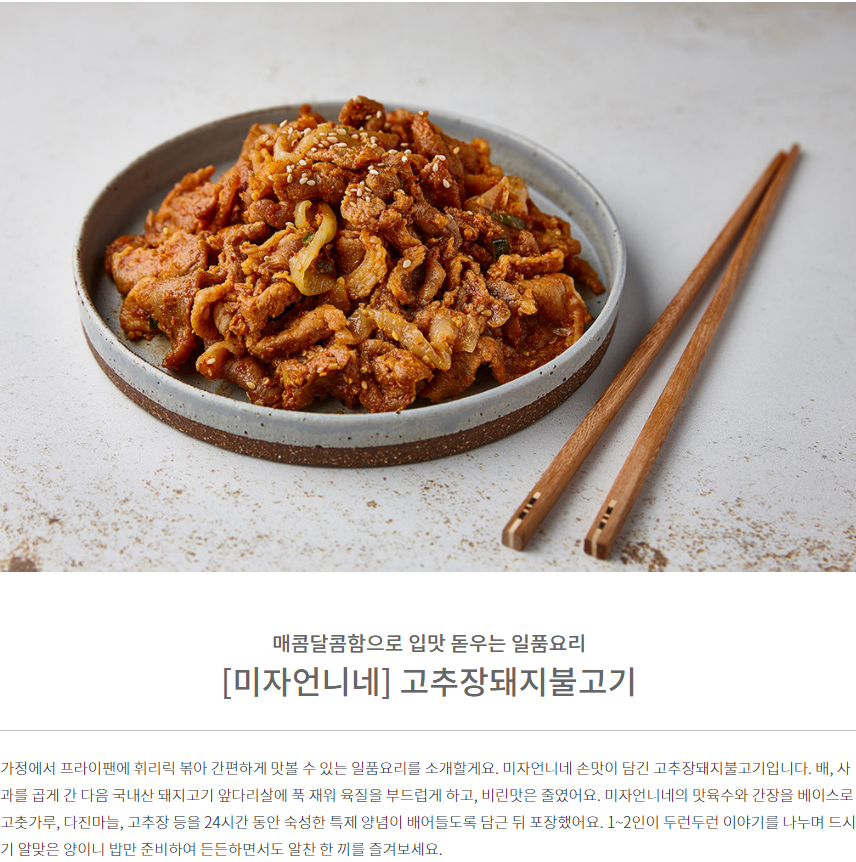 매콤달콤함으로 입맛 돋우는 일품요리
[미자언니네] 고추장돼지불고기
가정에서 프라이팬에 휘리릭 볶아 간편하게 맛볼 수 있는 일품요리를 소개할게요. 미자언니네 손맛이 담긴 고추장돼지불고기입니다. 배, 사
과를 곱게 간 다음 국내산 돼지고기 앞다리살에 푹 재워 육질을 부드럽게 하고, 비린맛은 줄였어요. 미자언니네의 맛육수와 간장을 베이스로
고춧가루, 다진마늘, 고추장 등을 24시간 동안 숙성한 특제 양념이 배어들도록 담근 뒤 포장했어요. 1~2인이 두런두런 이야기를 나누며 드시
기 알맞은 양이니 밥만 준비하여 든든하면서도 알찬 한 끼를 즐겨보세요.